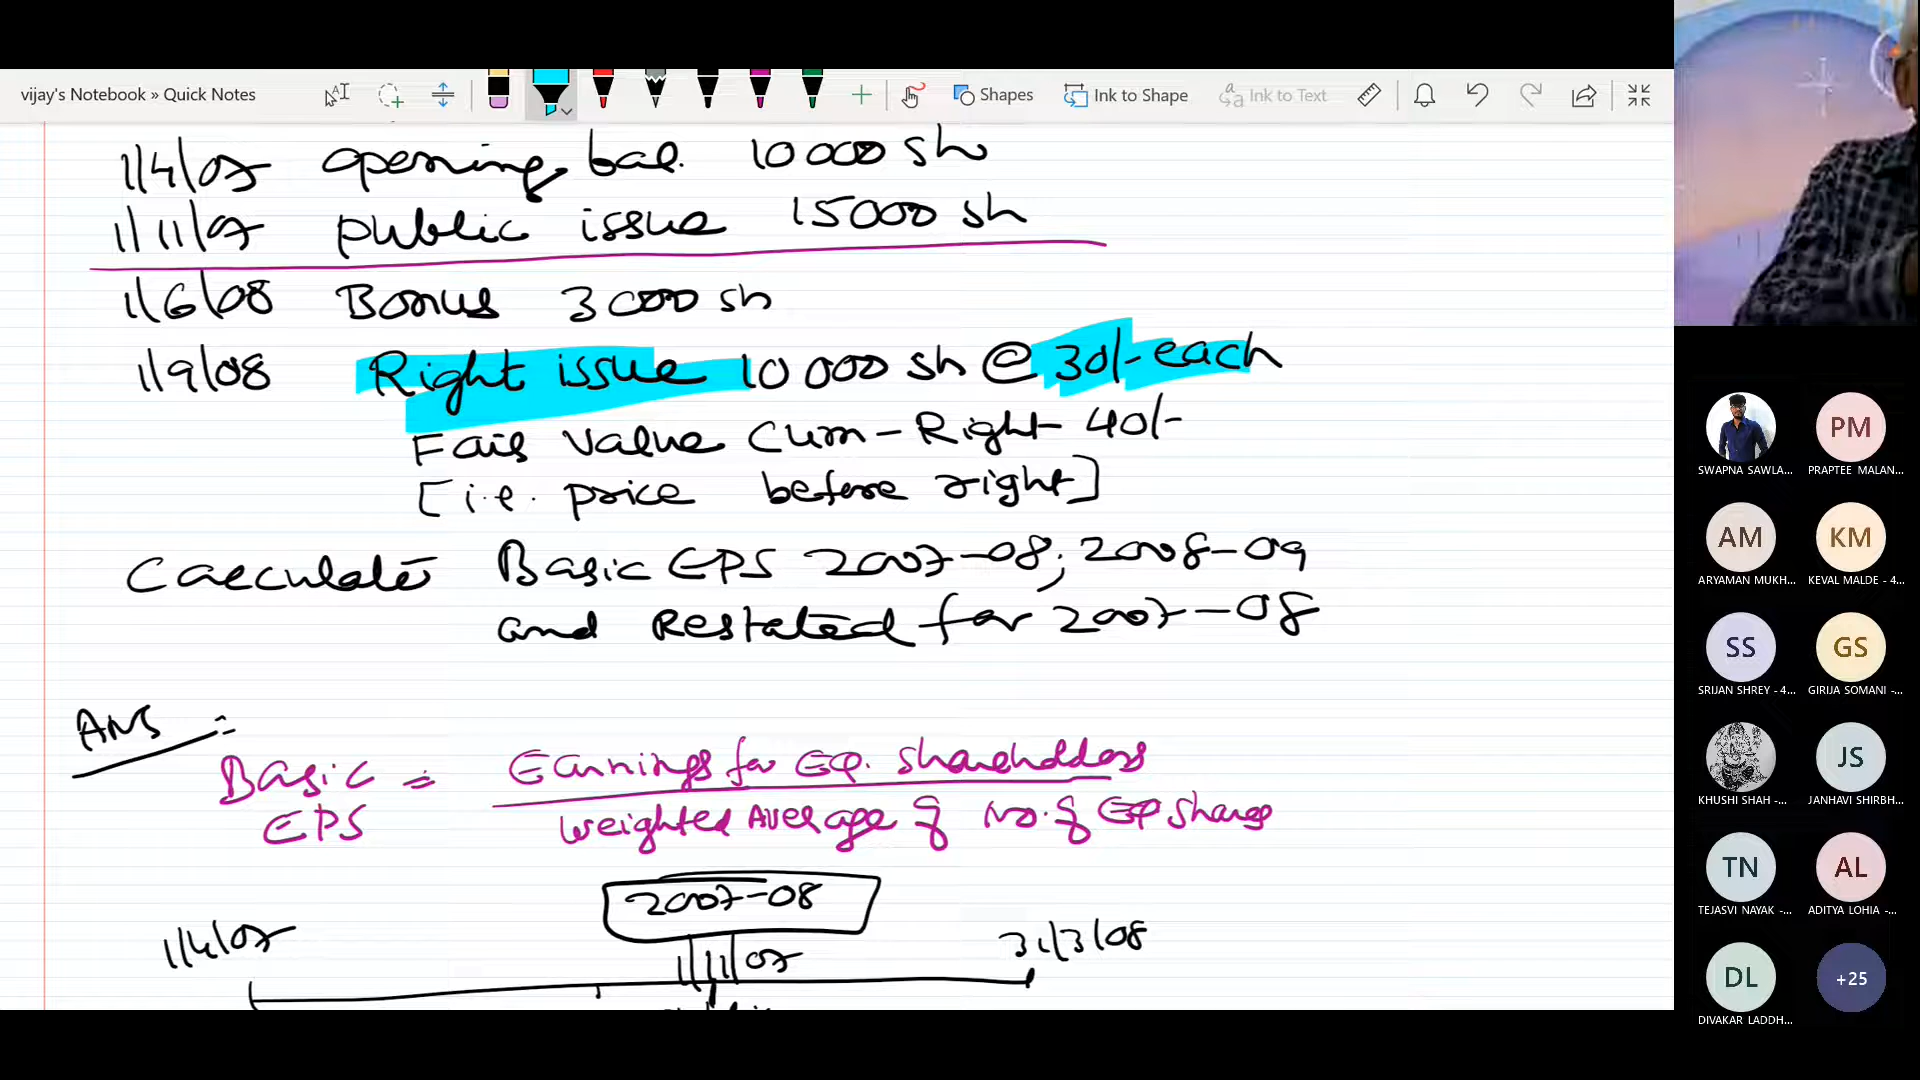 vijay's Notebook » Quick Notes
Shapes
Ink to Shape
Ink to Text
1/4/07 opening bal. 10000 sh
1/11/07 public issue 15000 sh
1/6/08 Bonus 3000 sh
1/9/08 Right issue 10000 sh @ 30/- each
Fair value Cum-Right 40/-
[i.e. price before right]
Calculate Basic EPS 2007-08; 2008-09
and Restated for 2007-08
ANS :-
Basic EPS = Earnings for Eq. shareholders
Weighted Average of No. of Eq shares
2007-08
1/4/07 1/11/07 31/3/08
SWAPNA SAWLA...
PM
PRAPTEE MALAN...
AM
ARYAMAN MUKH...
KM
KEVAL MALDE - 4...
SS
SRIJAN SHREY - 4...
GS
GIRIJA SOMANI -...
KHUSHI SHAH -...
JS
JANHAVI SHIRBH...
TN
TEJASVI NAYAK -...
AL
ADITYA LOHIA -...
DL
DIVAKAR LADDH...
+25